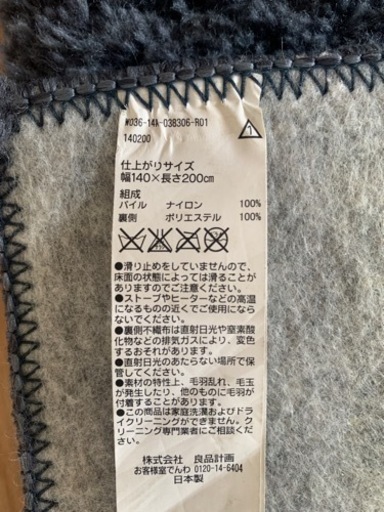 W036-14A-038306-R01
140200
1
仕上がりサイズ
幅140×長さ200cm
組成
パイル ナイロン 100%
裏側 ポリエステル 100%
●滑り止めをしていませんので、
床面の状態によっては滑ることが
ありますのでご注意ください。
●ストーブやヒーターなどの高温
になるものの近くでご使用になら
ないでください。
●裏側不織布は直射日光や窒素酸
化物などの排気ガスにより、変色
するおそれがあります。
●直射日光のあたらない場所で保
管してください。
●素材の特性上、毛羽乱れ、毛玉
が発生したり、他のものに毛羽が
付着することがあります。
●この商品は家庭洗濯およびドラ
イクリーニングができません。ク
リーニング専門業者にご相談くだ
さい。
株式会社 良品計画
お客様室でんわ 0120-14-6404
日本製